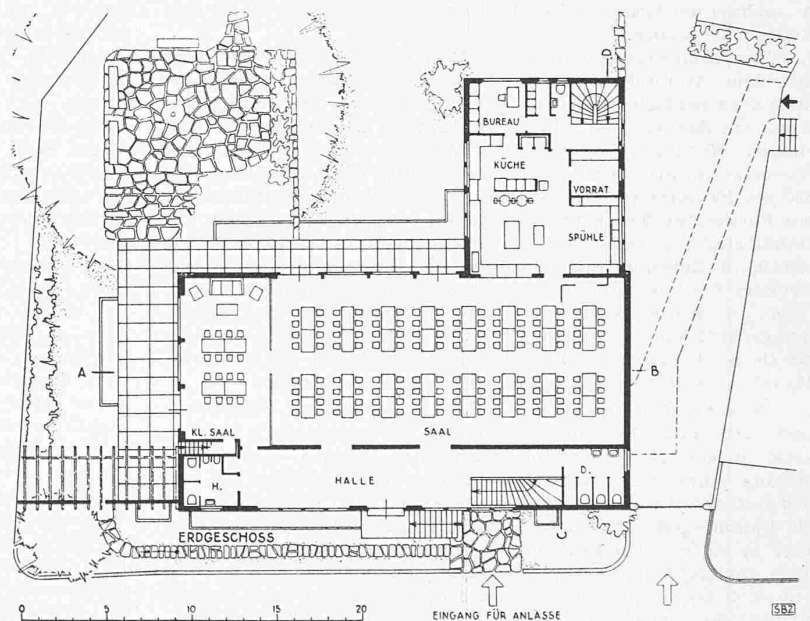 D
BUREAU
KÜCHE
VORRAT
SPÜHLE
A
B
KL. SAAL
SAAL
H.
HALLE
D.
ERDGESCHOSS
C
0 5 10 15 20
EINGANG FÜR ANLÄSSE
SBZ